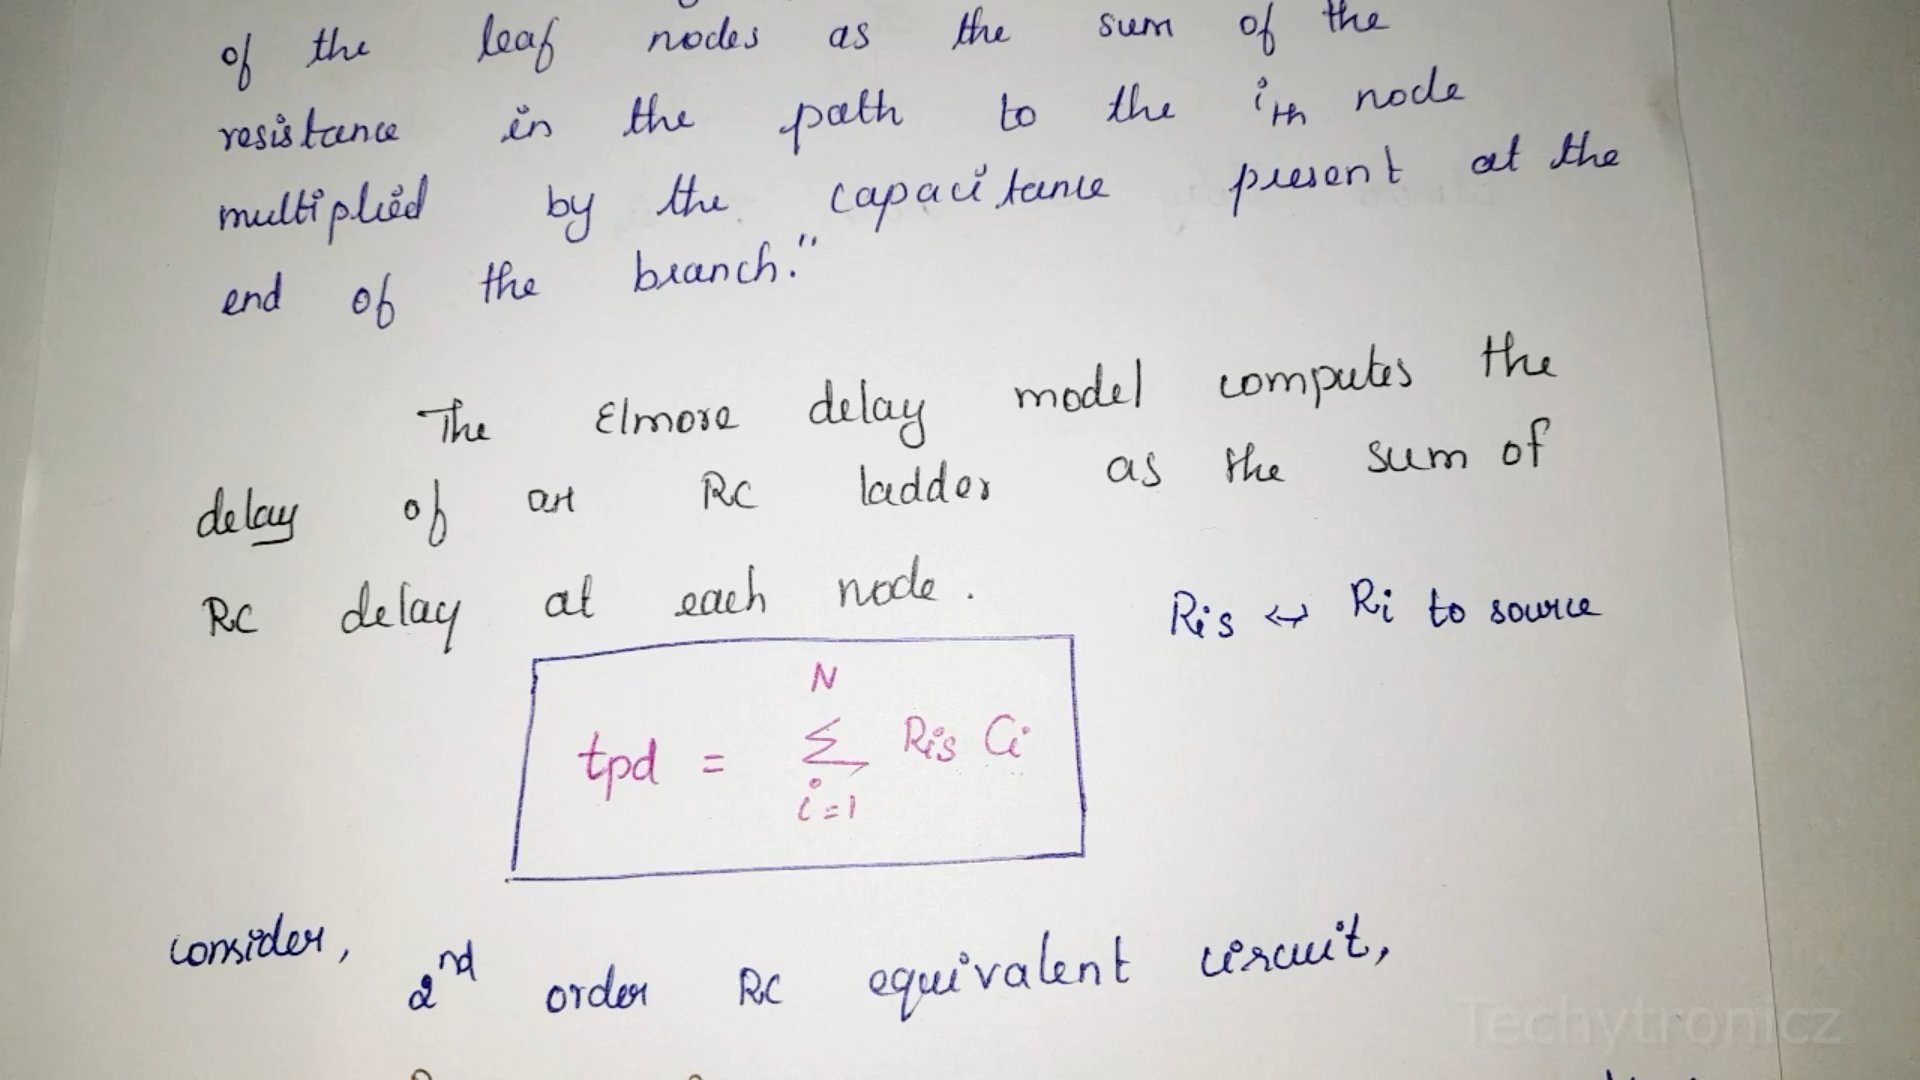 of the leaf nodes as the sum of the
resistance in the path to the ith node
multiplied by the capacitance present at the
end of the branch."
The Elmore delay model computes the
delay of an RC ladder as the sum of
RC delay at each node.
Ris ↔ Ri to source
N
tpd = Σ Ris Ci
i=1
consider,
2nd order RC equivalent circuit,
Techytronicz